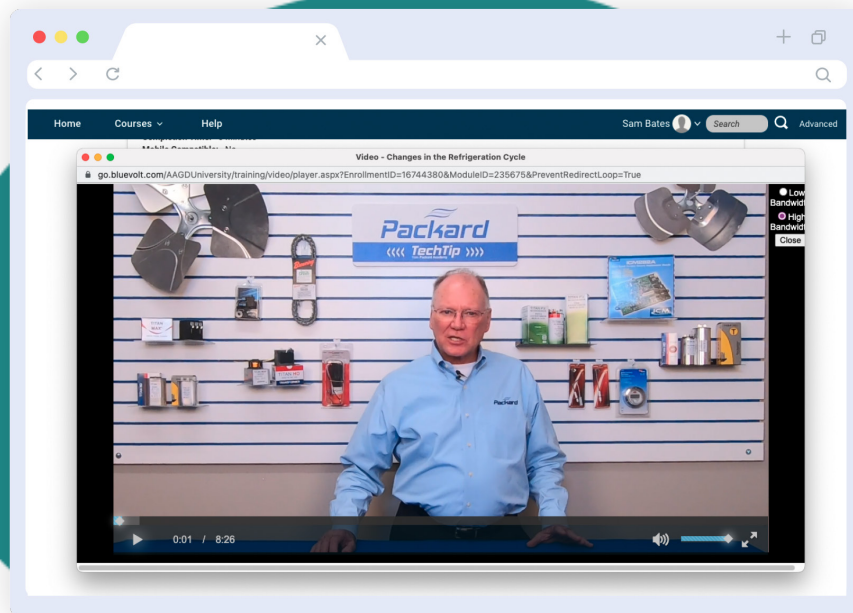 Home Courses Help Sam Bates Search Advanced
Mobile Compatible: No
Video - Changes in the Refrigeration Cycle
go.bluevolt.com/AAGDUniversity/training/video/player.aspx?EnrollmentID=16744380&ModuleID=235675&PreventRedirectLoop=True
Low
Bandwidt
High
Bandwidt
Close
Packard
TechTip
Packard
0:01 / 8:26